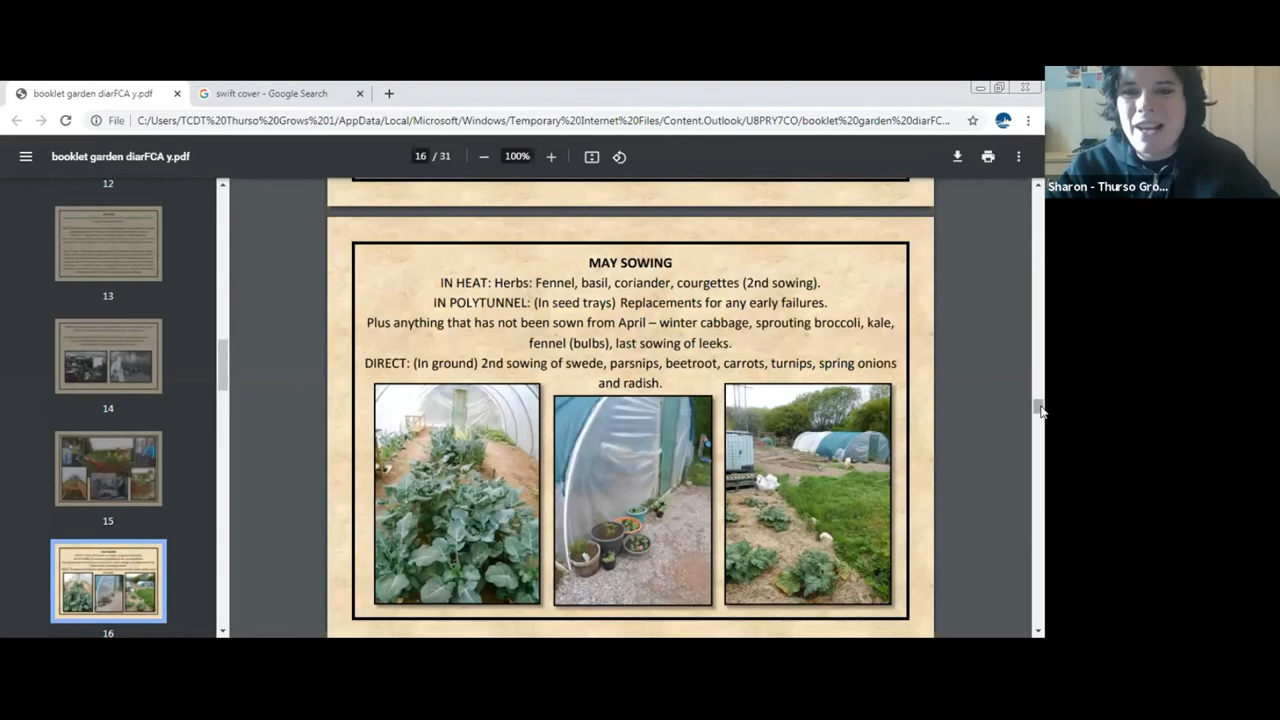 booklet garden diarFCA y.pdf
swift cover - Google Search
File
C:/Users/TCDT%20Thurso%20Grows%201/AppData/Local/Microsoft/Windows/Temporary%20Internet%20Files/Content.Outlook/U8PRY7CO/booklet%20garden%20diarFC...
booklet garden diarFCA y.pdf
16 / 31
100%
Sharon - Thurso Gro...
12
13
14
15
16
MAY SOWING
IN HEAT: Herbs: Fennel, basil, coriander, courgettes (2nd sowing).
IN POLYTUNNEL: (In seed trays) Replacements for any early failures.
Plus anything that has not been sown from April – winter cabbage, sprouting broccoli, kale,
fennel (bulbs), last sowing of leeks.
DIRECT: (In ground) 2nd sowing of swede, parsnips, beetroot, carrots, turnips, spring onions
and radish.